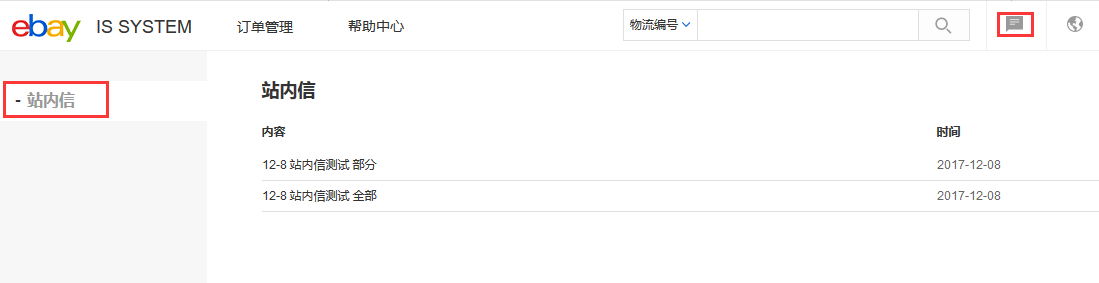 ebay IS SYSTEM 订单管理 帮助中心 物流编号
- 站内信
站内信
内容 时间
12-8 站内信测试 部分 2017-12-08
12-8 站内信测试 全部 2017-12-08